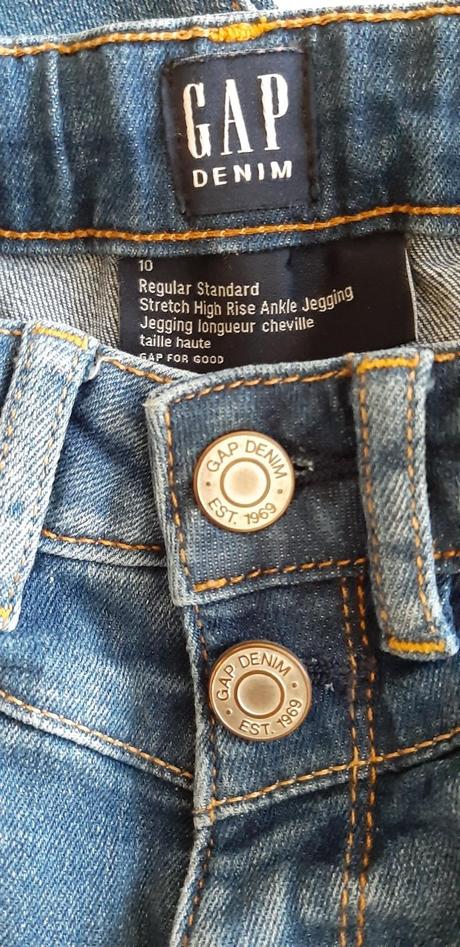 GAP
DENIM
10
Regular Standard
Stretch High Rise Ankle Jegging
Jegging longueur cheville
taille haute
GAP FOR GOOD
GAP DENIM
EST. 1969
GAP DENIM
EST. 1969